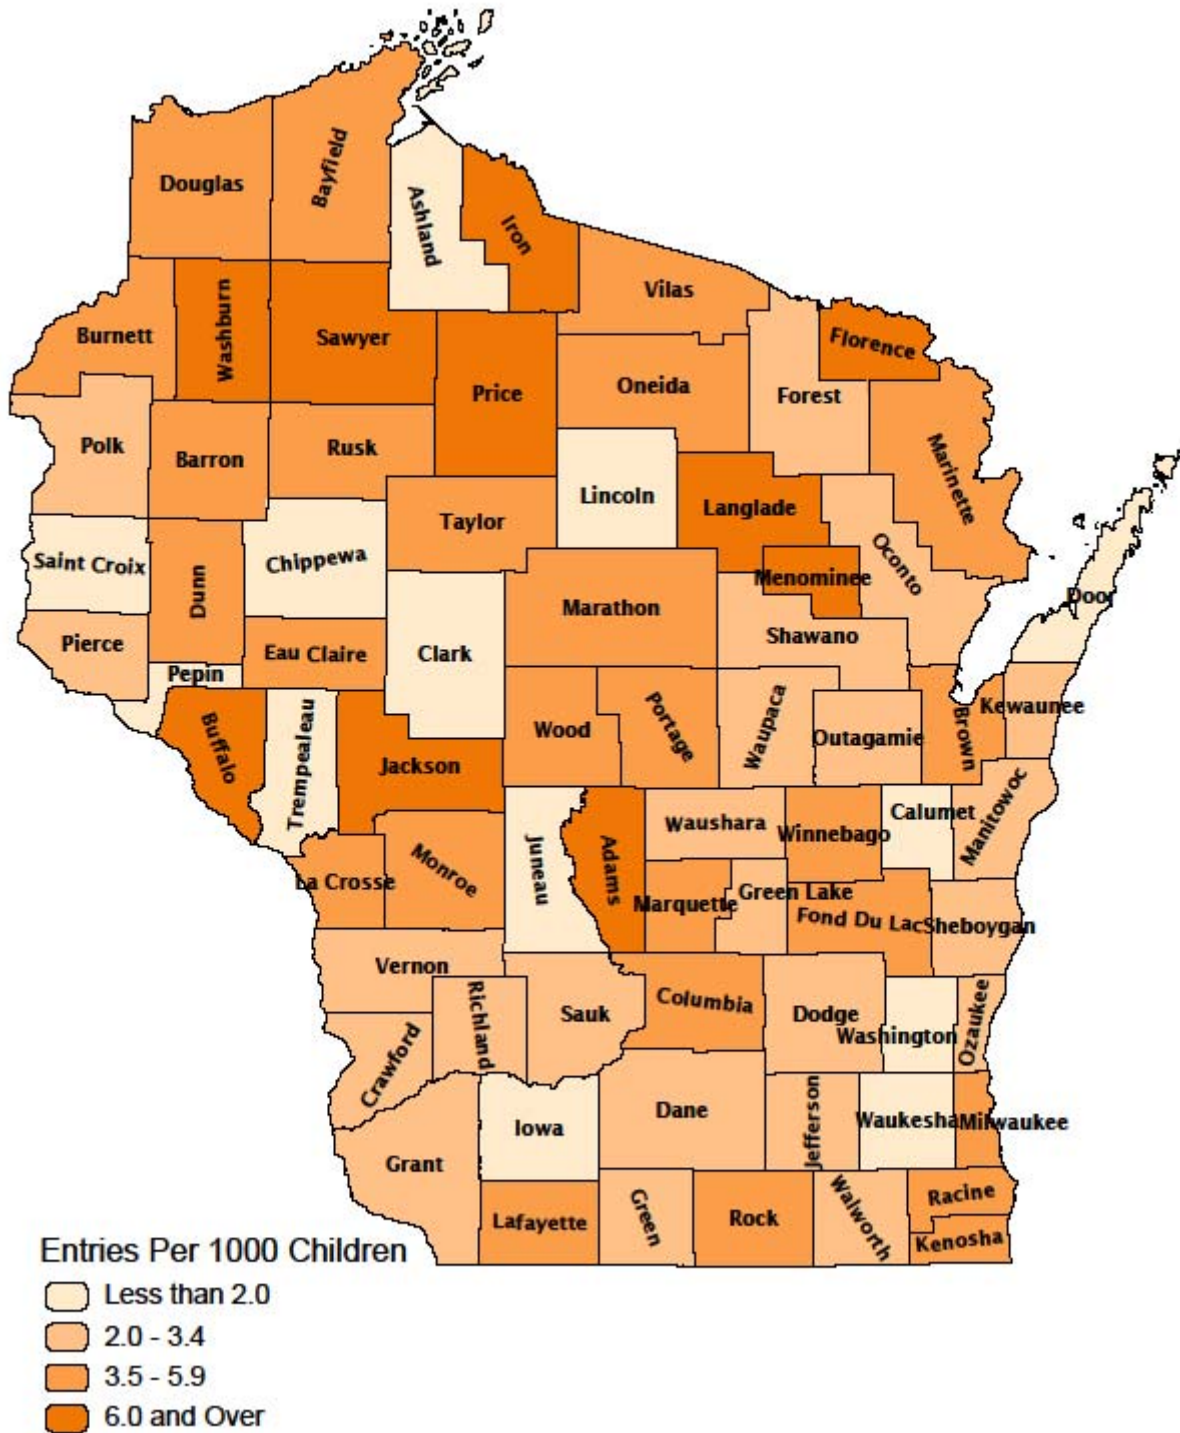 Bayfield
Douglas
Ashland
Iron
Vilas
Burnett
Washburn
Sawyer
Florence
Price
Oneida
Forest
Polk
Barron
Rusk
Marinette
Lincoln
Langlade
Taylor
Saint Croix
Chippewa
Oconto
Dunn
Menominee
Door
Marathon
Pierce
Eau Claire
Clark
Shawano
Pepin
Buffalo
Trempealeau
Wood
Portage
Waupaca
Outagamie
Brown
Kewaunee
Jackson
Calumet
Manitowoc
Juneau
Adams
Waushara
Winnebago
Monroe
La Crosse
Marquette
Green Lake
Fond Du Lac
Sheboygan
Vernon
Richland
Sauk
Columbia
Dodge
Washington
Ozaukee
Crawford
Iowa
Dane
Jefferson
Waukesha
Milwaukee
Grant
Lafayette
Green
Rock
Walworth
Racine
Kenosha
Entries Per 1000 Children
Less than 2.0
2.0 - 3.4
3.5 - 5.9
6.0 and Over